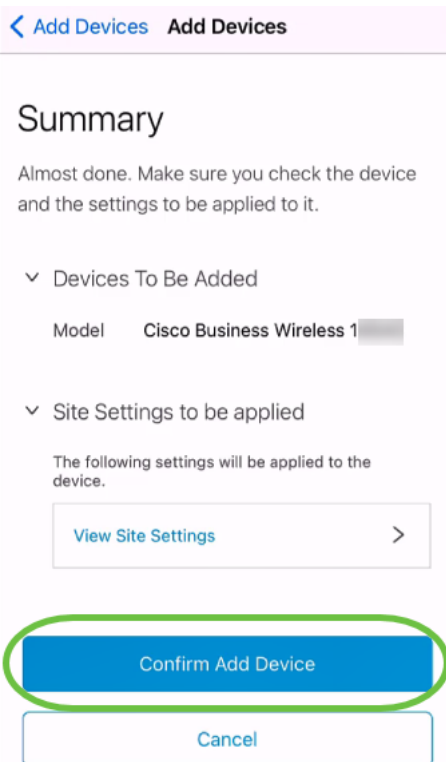 Add Devices Add Devices
Summary
Almost done. Make sure you check the device
and the settings to be applied to it.
Devices To Be Added
Model Cisco Business Wireless 1
Site Settings to be applied
The following settings will be applied to the
device.
View Site Settings
Confirm Add Device
Cancel